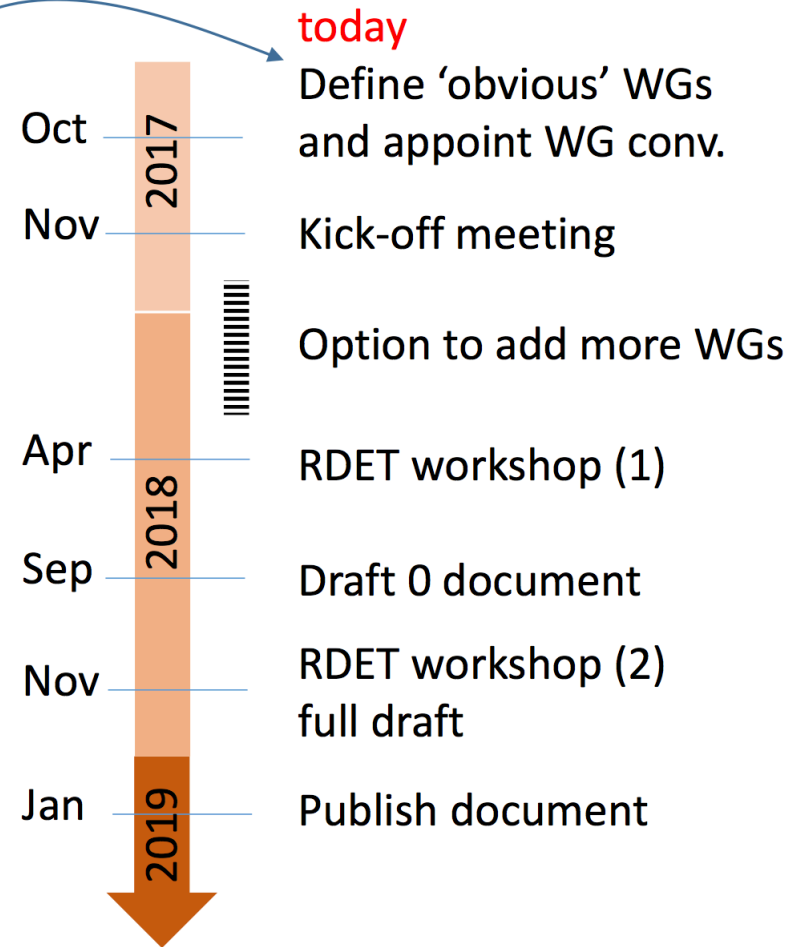 today
Define ‘obvious’ WGs
Oct
and appoint WG conv.
2017
Nov
Kick-off meeting
Option to add more WGs
Apr
RDET workshop (1)
2018
Sep
Draft 0 document
RDET workshop (2)
Nov
full draft
Jan
Publish document
2019